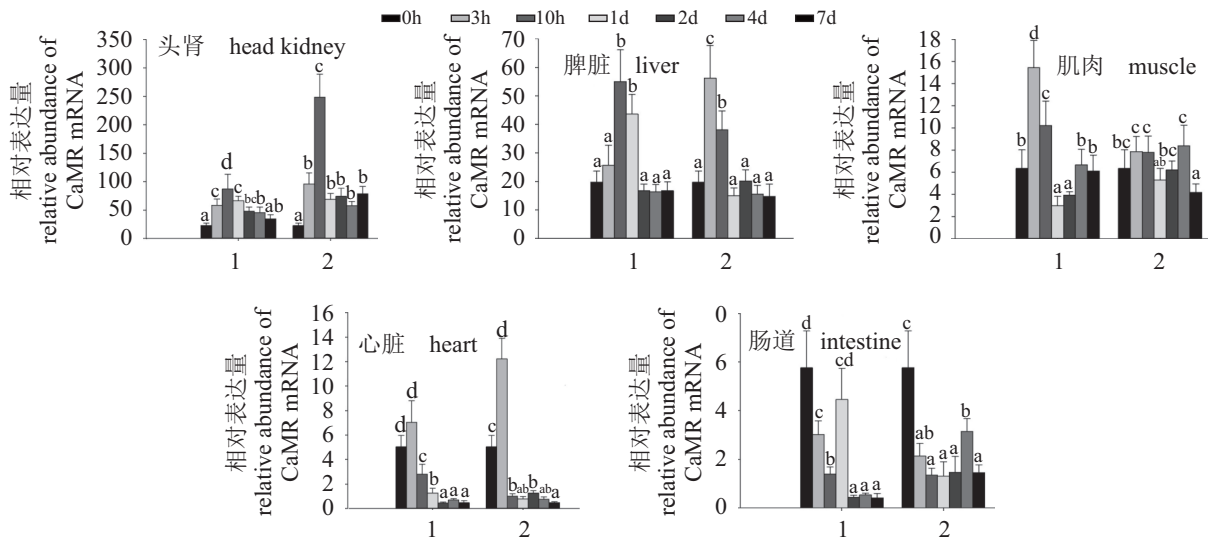 0h 3h 10h 1d 2d 4d 7d
相对表达量
relative abundance of
CaMR mRNA
350
300
250
200
150
100
50
0
头肾 head kidney
a c d c bc b ab
a b c b b b b
1 2
相对表达量
relative abundance of
CaMR mRNA
70
60
50
40
30
20
10
0
脾脏 liver
a a b b a a a
a c b a a a a
1 2
相对表达量
relative abundance of
CaMR mRNA
18
16
14
12
10
8
6
4
2
0
肌肉 muscle
b d c a a b b
bc c c ab bc c a
1 2
相对表达量
relative abundance of
CaMR mRNA
16
14
12
10
8
6
4
2
0
心脏 heart
d d c b a a a
c d b ab b ab a
1 2
相对表达量
relative abundance of
CaMR mRNA
0
6
4
2
0
肠道 intestine
d c b cd a a a
c ab a a a b a
1 2